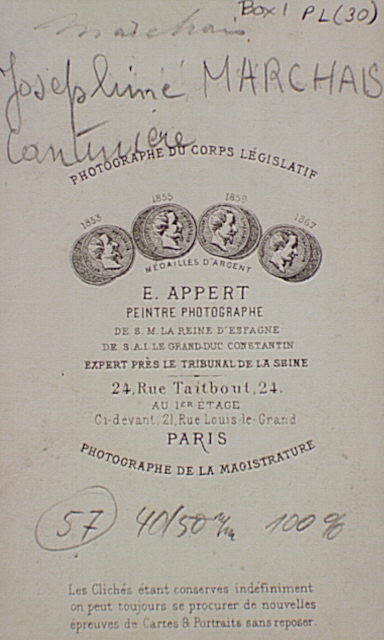 Box 1 PL(30)
Marchais
Joséphine MARCHAIS
Cantinière
PHOTOGRAPHE DU CORPS LÉGISLATIF
1853 1855 1859 1867
MÉDAILLES D'ARGENT
E. APPERT
PEINTRE PHOTOGRAPHE
DE S. M. LA REINE D'ESPAGNE
DE S.A.I. LE GRAND-DUC CONSTANTIN
EXPERT PRÈS LE TRIBUNAL DE LA SEINE
24, Rue Taitbout, 24.
AU 1ER ÉTAGE
Ci-devant, 21, Rue Louis-le-Grand
PARIS
PHOTOGRAPHE DE LA MAGISTRATURE
57 40/50 m/m 100 %
Les Clichés étant conservés indéfiniment
on peut toujours se procurer de nouvelles
épreuves de Cartes & Portraits sans reposer.